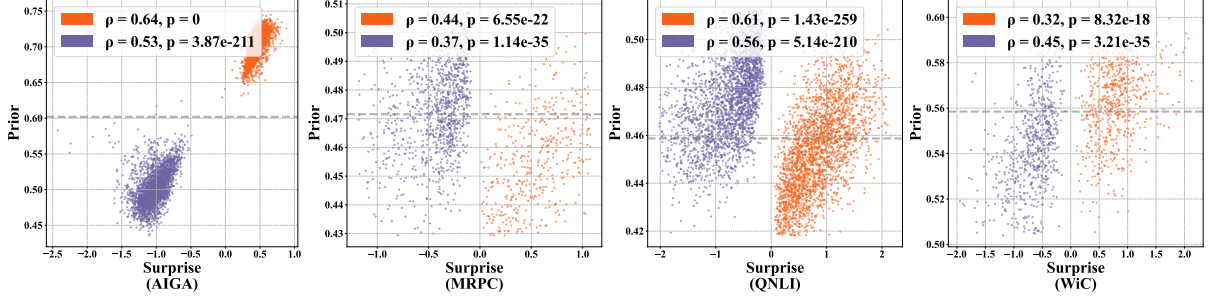 ρ = 0.64, p = 0
ρ = 0.53, p = 3.87e-211
Prior
0.75
0.70
0.65
0.60
0.55
0.50
0.45
−2.5 −2.0 −1.5 −1.0 −0.5 0.0 0.5 1.0
Surprise
(AIGA)
ρ = 0.44, p = 6.55e-22
ρ = 0.37, p = 1.14e-35
Prior
0.50
0.49
0.48
0.47
0.46
0.45
0.44
0.43
−1.0 −0.5 0.0 0.5 1.0
Surprise
(MRPC)
ρ = 0.61, p = 1.43e-259
ρ = 0.56, p = 5.14e-210
Prior
0.50
0.48
0.46
0.44
0.42
−2 −1 0 1 2
Surprise
(QNLI)
ρ = 0.32, p = 8.32e-18
ρ = 0.45, p = 3.21e-35
Prior
0.60
0.58
0.56
0.54
0.52
0.50
−2.0 −1.5 −1.0 −0.5 0.0 0.5 1.0 1.5 2.0
Surprise
(WiC)